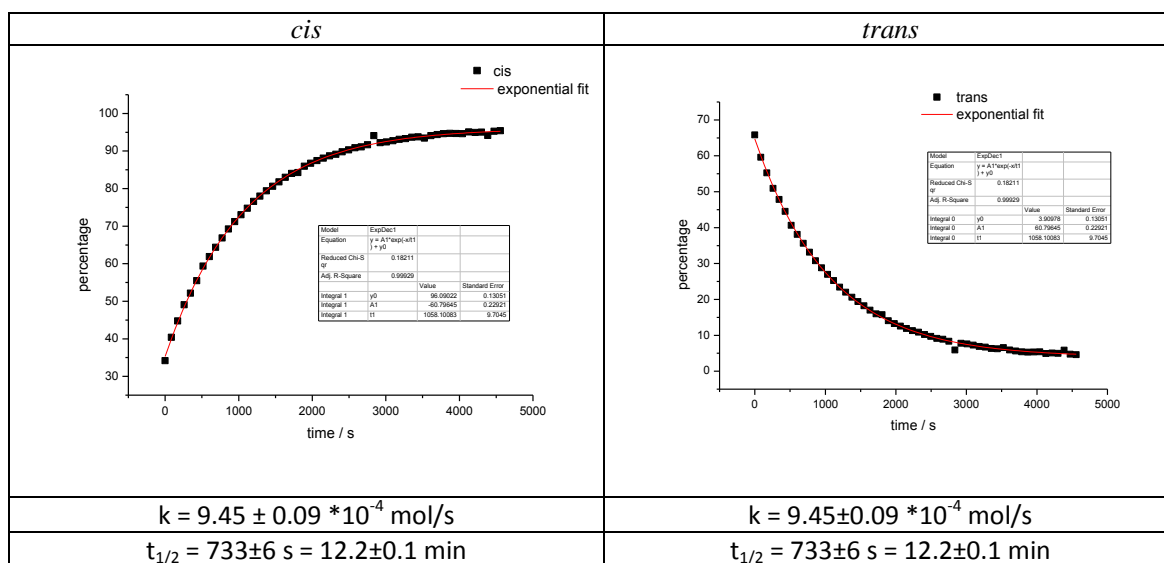 cis
trans
cis
exponential fit
100
90
80
70
60
50
40
30
percentage
Model ExpDec1
Equation y = A1*exp(-x/t1
) + y0
Reduced Chi-S
qr 0.18211
Adj. R-Square 0.99929
Value Standard Error
Integral 1 y0 96.09022 0.13051
Integral 1 A1 -60.79645 0.22921
Integral 1 t1 1058.10083 9.7045
0 1000 2000 3000 4000 5000
time / s
trans
exponential fit
70
60
50
40
30
20
10
0
percentage
Model ExpDec1
Equation y = A1*exp(-x/t1
) + y0
Reduced Chi-S
qr 0.18211
Adj. R-Square 0.99929
Value Standard Error
Integral 0 y0 3.90978 0.13051
Integral 0 A1 60.79645 0.22921
Integral 0 t1 1058.10083 9.7045
0 1000 2000 3000 4000 5000
time / s
k = 9.45 ± 0.09 *10⁻⁴ mol/s
k = 9.45±0.09 *10⁻⁴ mol/s
t₁/₂ = 733±6 s = 12.2±0.1 min
t₁/₂ = 733±6 s = 12.2±0.1 min